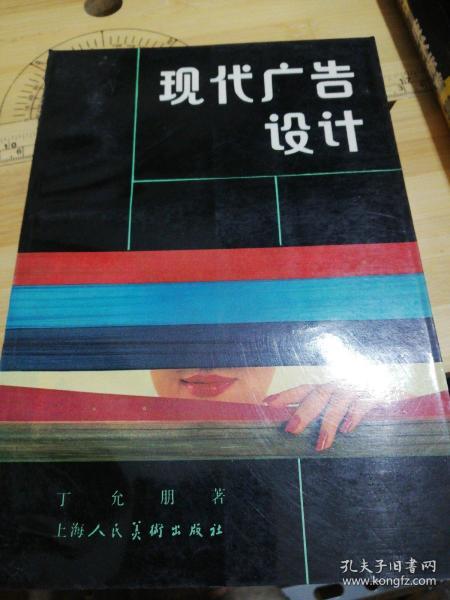 现代广告
设计
丁允朋著
上海人民美術出版社
孔夫子旧书网
www.kongfz.com